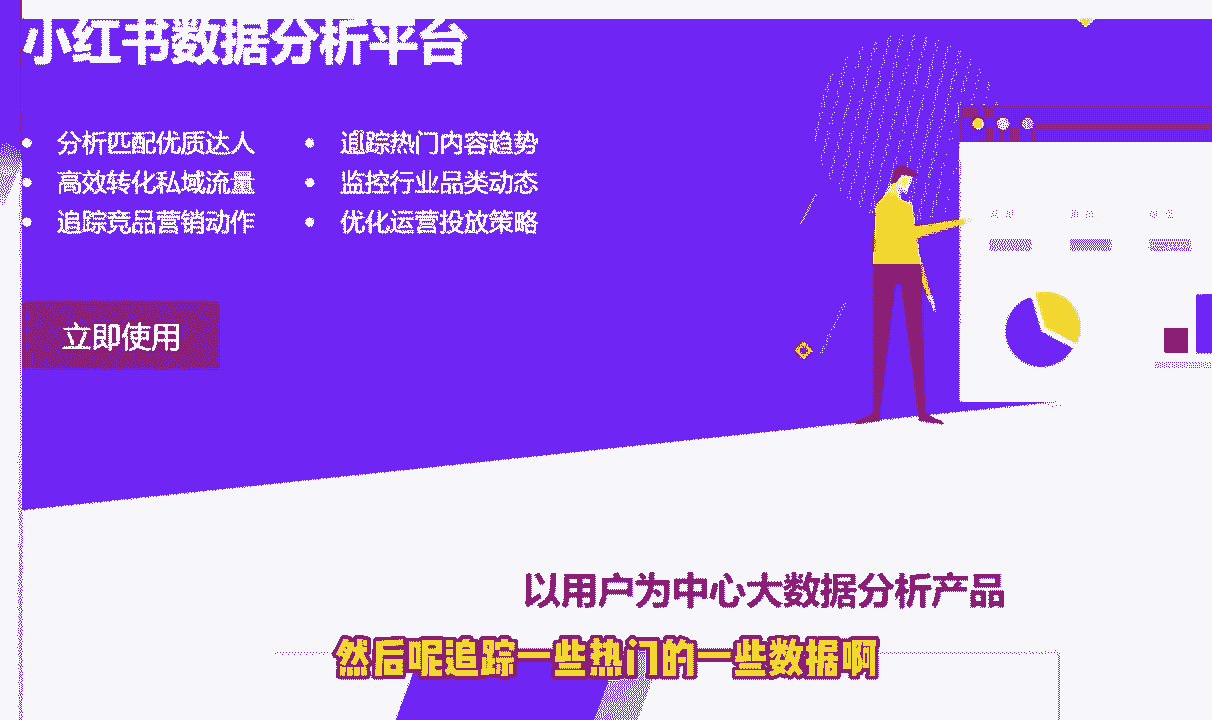 小红书数据分析平台
分析匹配优质达人
追踪热门内容趋势
高效转化私域流量
监控行业品类动态
追踪竞品营销动作
优化运营投放策略
立即使用
以用户为中心大数据分析产品
然后呢追踪一些热门的一些数据啊